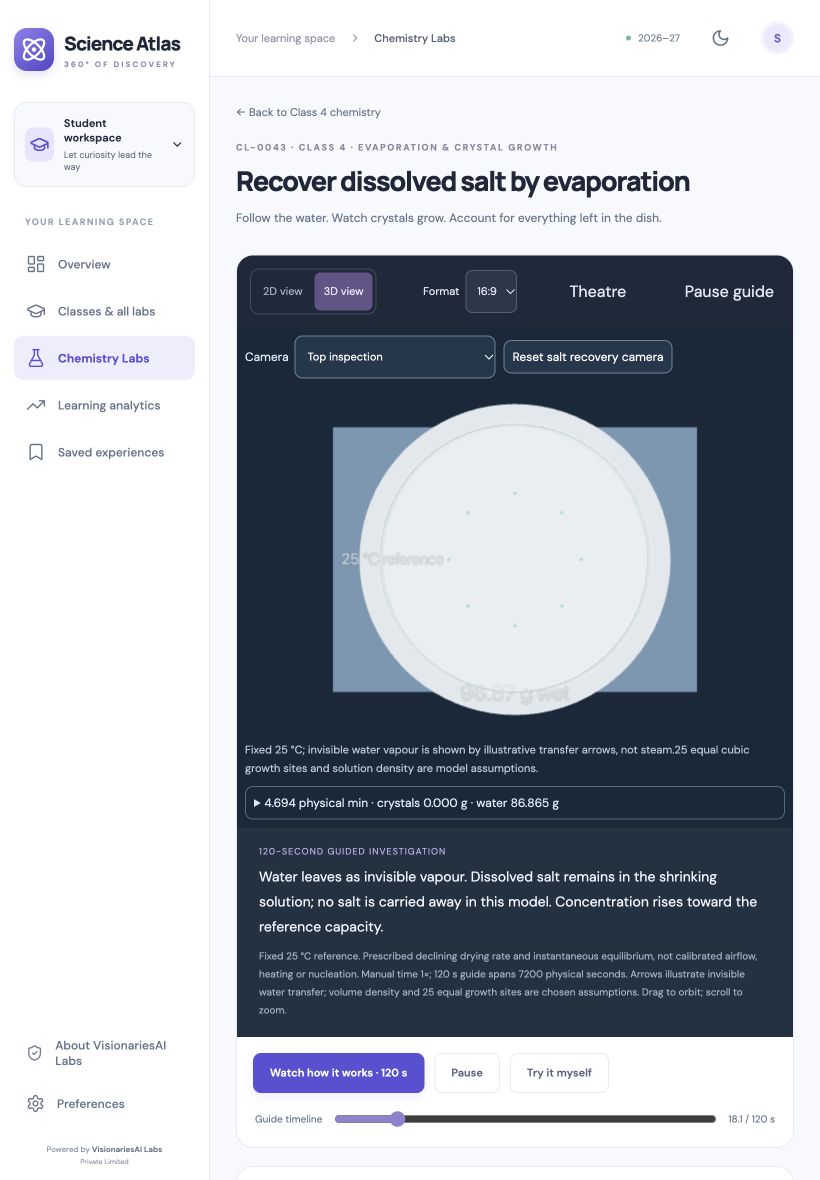 Science Atlas
360° OF DISCOVERY
Student
workspace
Let curiosity lead the
way
YOUR LEARNING SPACE
Overview
Classes & all labs
Chemistry Labs
Learning analytics
Saved experiences
About VisionariesAI
Labs
Preferences
Powered by VisionariesAI Labs
Private Limited
Your learning space > Chemistry Labs
2026–27
S
← Back to Class 4 chemistry
CL-0043 · CLASS 4 · EVAPORATION & CRYSTAL GROWTH
Recover dissolved salt by evaporation
Follow the water. Watch crystals grow. Account for everything left in the dish.
2D view 3D view Format 16:9 Theatre Pause guide
Camera Top inspection Reset salt recovery camera
25 °C reference
96.87 g wet
Fixed 25 °C; invisible water vapour is shown by illustrative transfer arrows, not steam.25 equal cubic
growth sites and solution density are model assumptions.
▶ 4.694 physical min · crystals 0.000 g · water 86.865 g
120-SECOND GUIDED INVESTIGATION
Water leaves as invisible vapour. Dissolved salt remains in the shrinking
solution; no salt is carried away in this model. Concentration rises toward the
reference capacity.
Fixed 25 °C reference. Prescribed declining drying rate and instantaneous equilibrium, not calibrated airflow,
heating or nucleation. Manual time 1×; 120 s guide spans 7200 physical seconds. Arrows illustrate invisible
water transfer; volume density and 25 equal growth sites are chosen assumptions. Drag to orbit; scroll to
zoom.
Watch how it works · 120 s Pause Try it myself
Guide timeline 18.1 / 120 s